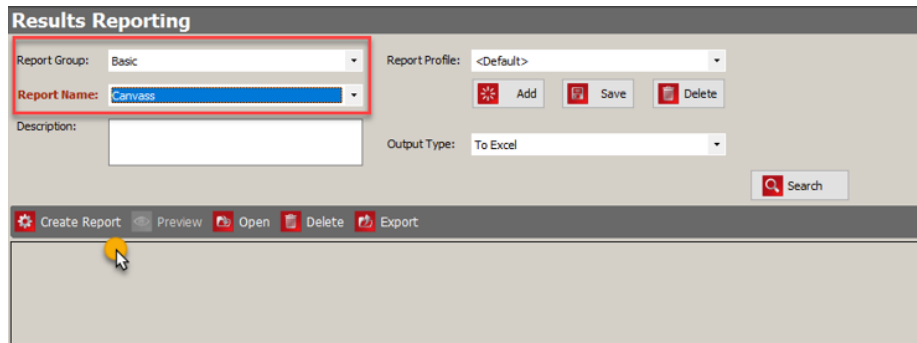 Results Reporting
Report Group: Basic Report Profile: <Default>
Report Name: Canvass Add Save Delete
Description:
Output Type: To Excel
Search
Create Report Preview Open Delete Export